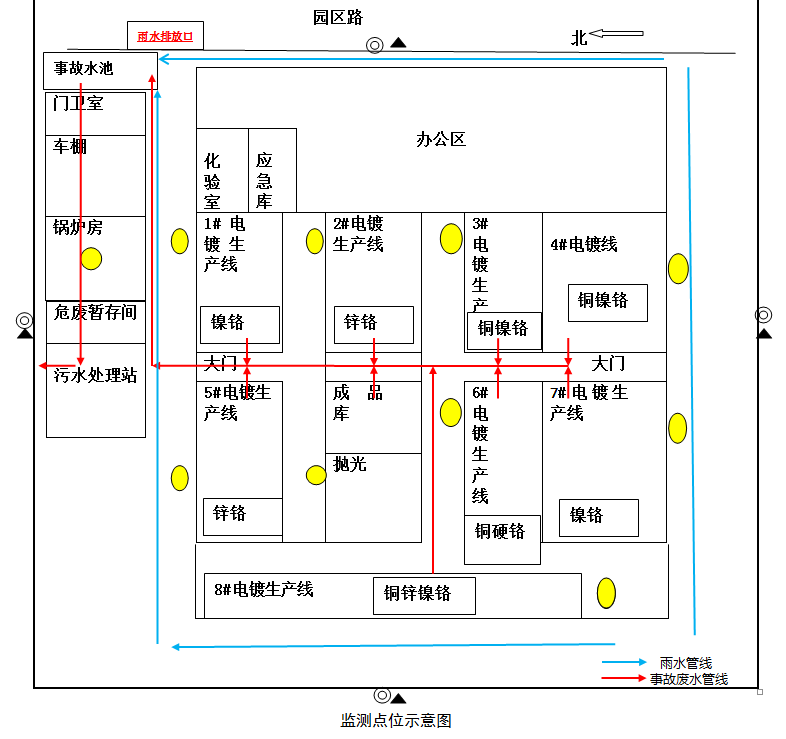 园区路
雨水排放口
北
事故水池
门卫室
车棚
锅炉房
危废暂存间
污水处理站
办公区
化
验
室
应
急
库
1# 电
镀 生
产线
镍铬
2#电镀
生产线
锌铬
3#
电
镀
生
产
铜镍铬
4#电镀线
铜镍铬
大门
大门
5#电镀生
产线
锌铬
成 品
库
抛光
6#
电
镀
生
产
线
铜硬铬
7#电镀生
产线
镍铬
8#电镀生产线
铜锌镍铬
雨水管线
事故废水管线
监测点位示意图